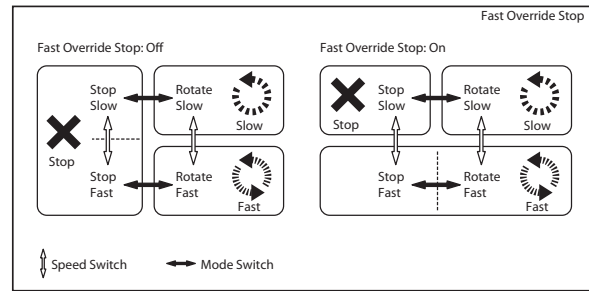 Fast Override Stop
Fast Override Stop: Off
Stop
Slow
Rotate
Slow
Slow
Stop
Stop
Fast
Rotate
Fast
Fast
Fast Override Stop: On
Stop
Stop
Slow
Rotate
Slow
Slow
Stop
Fast
Rotate
Fast
Fast
Speed Switch
Mode Switch